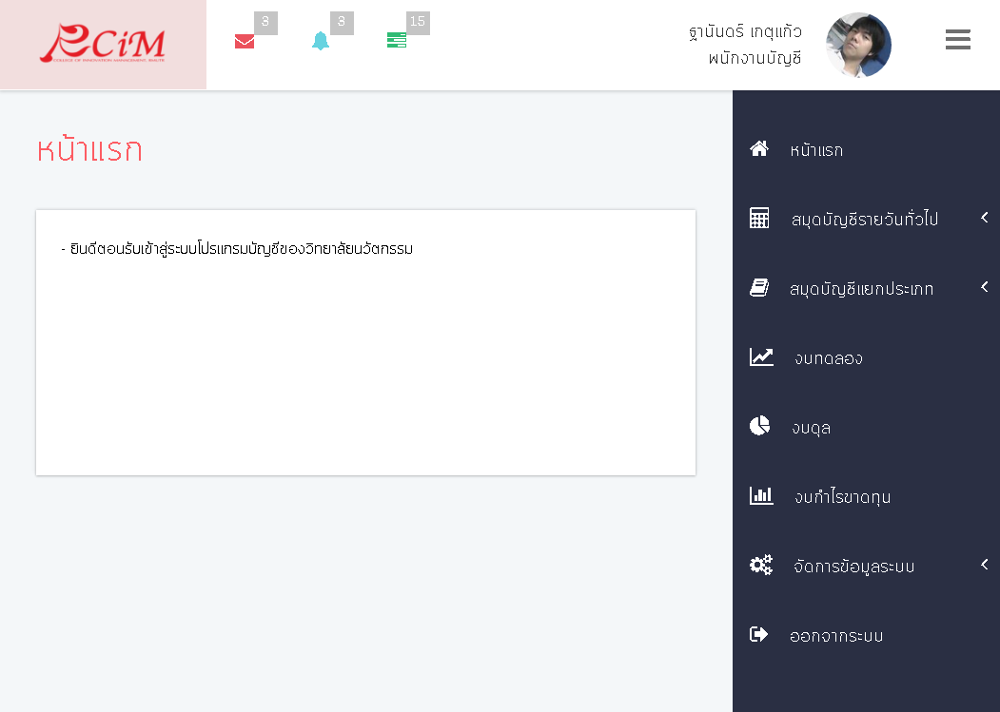 RCiM
COLLEGE OF INNOVATION MANAGEMENT, RMUTR
3
3
15
ฐานันดร์ เกตุแก้ว
พนักงานบัญชี
หน้าแรก
- ยินดีตอนรับเข้าสู่ระบบโปรแกรมบัญชีของวิทยาลัยนวัตกรรม
หน้าแรก
สมุดบัญชีรายวันทั่วไป
สมุดบัญชีแยกประเภท
งบทดลอง
งบดุล
งบกำไรขาดทุน
จัดการข้อมูลระบบ
ออกจากระบบ